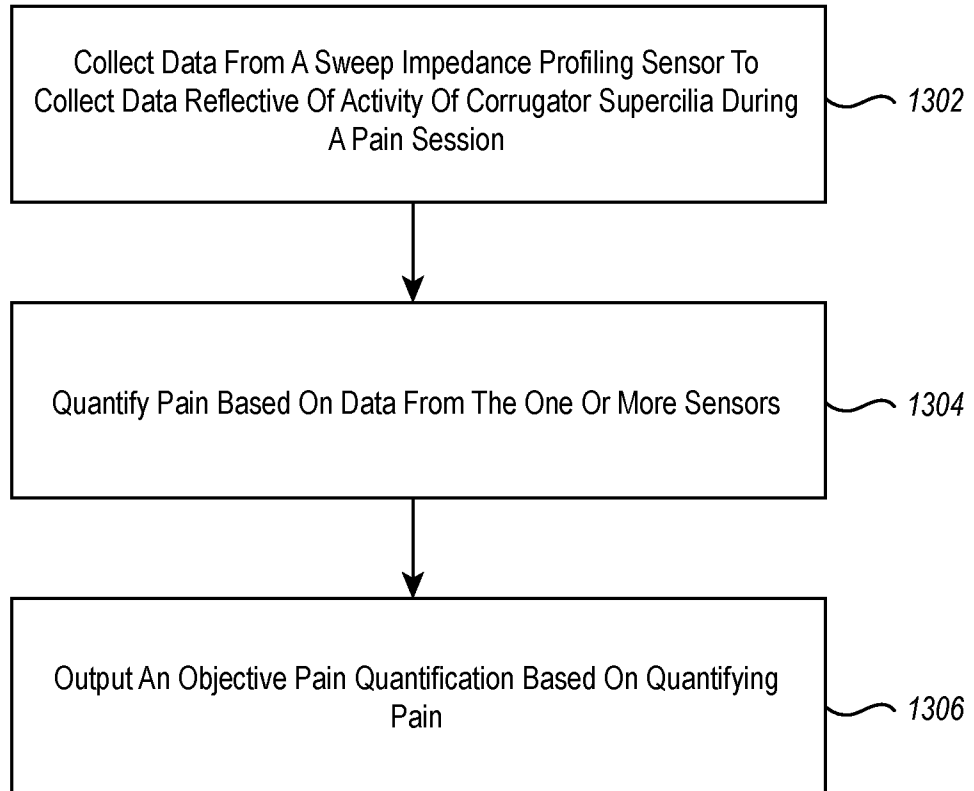 Collect Data From A Sweep Impedance Profiling Sensor To
Collect Data Reflective Of Activity Of Corrugator Supercilia During
A Pain Session
1302
Quantify Pain Based On Data From The One Or More Sensors
1304
Output An Objective Pain Quantification Based On Quantifying
Pain
1306